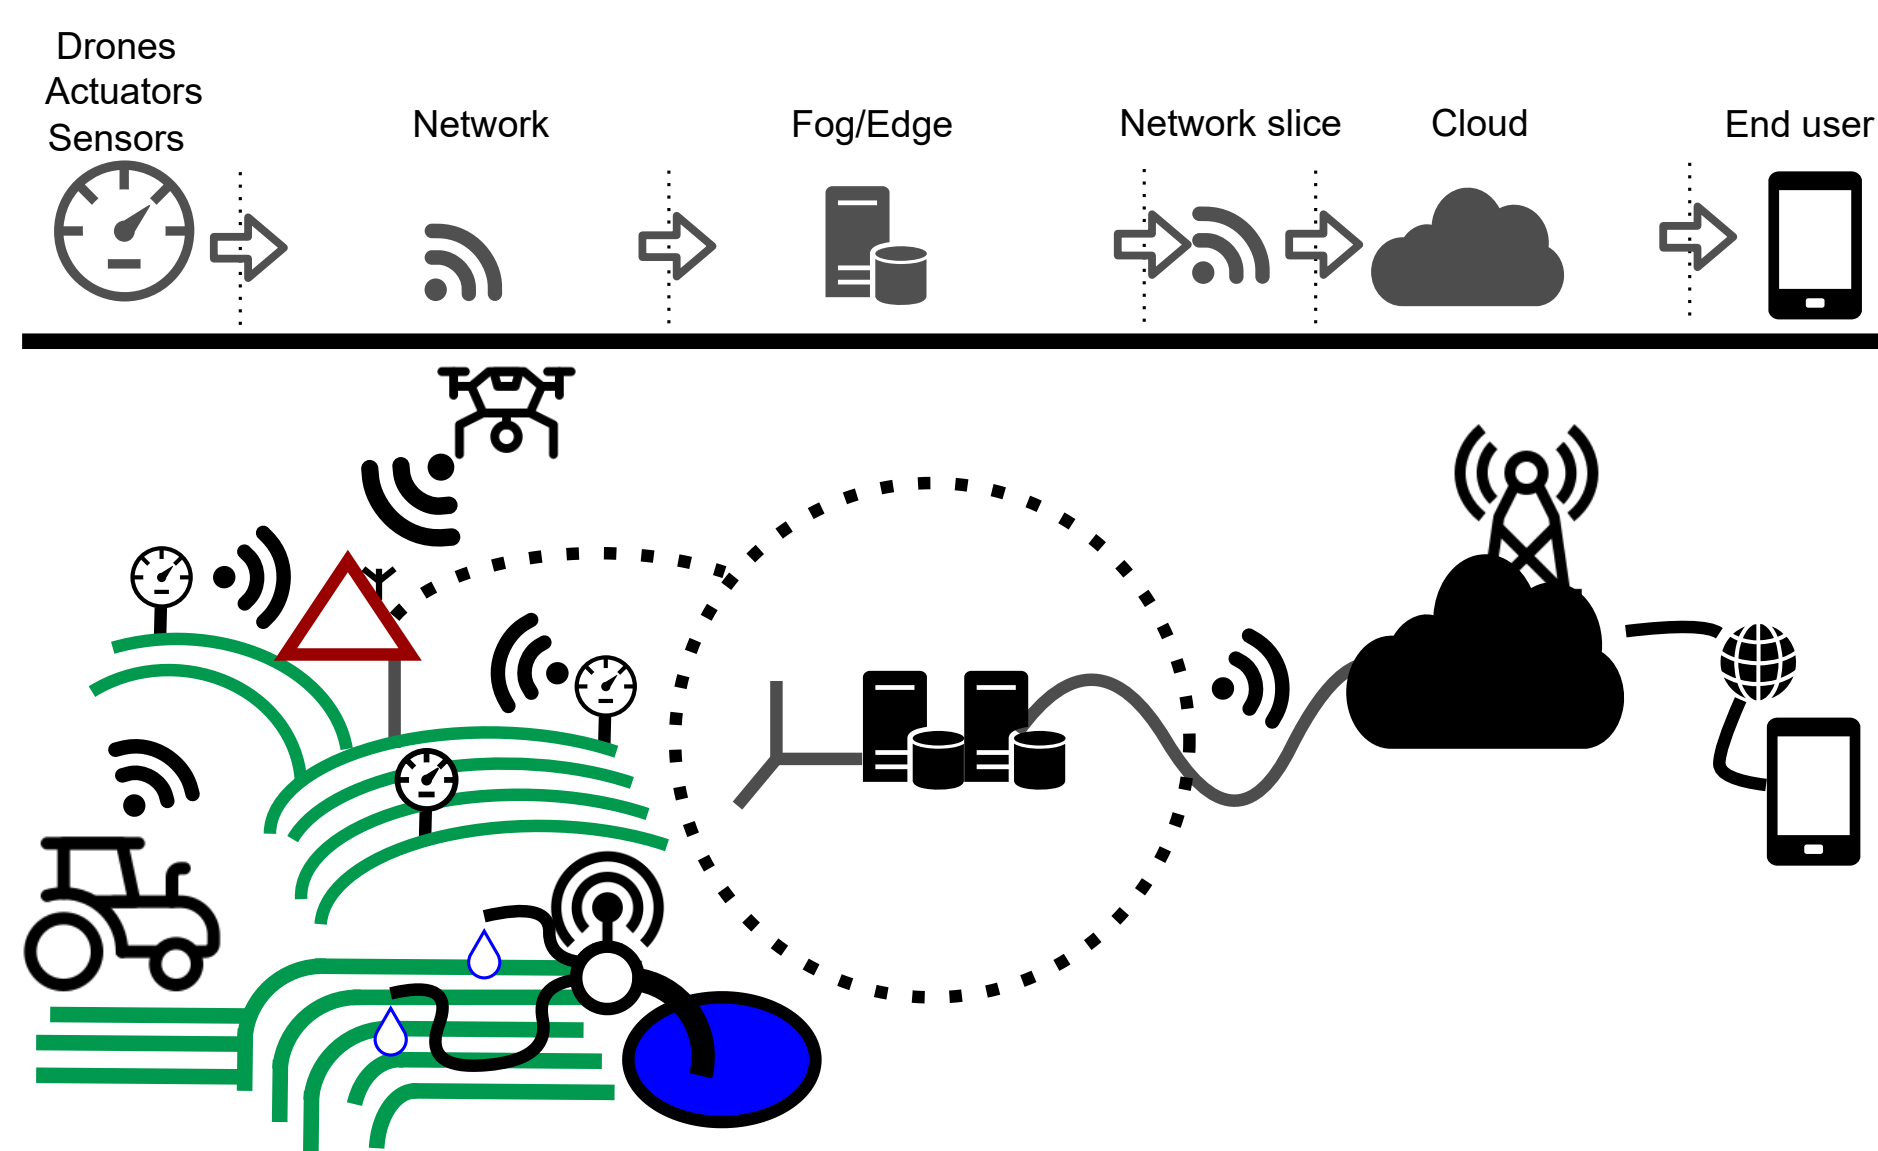 Drones
Actuators
Sensors
Network
Fog/Edge
Network slice
Cloud
End user